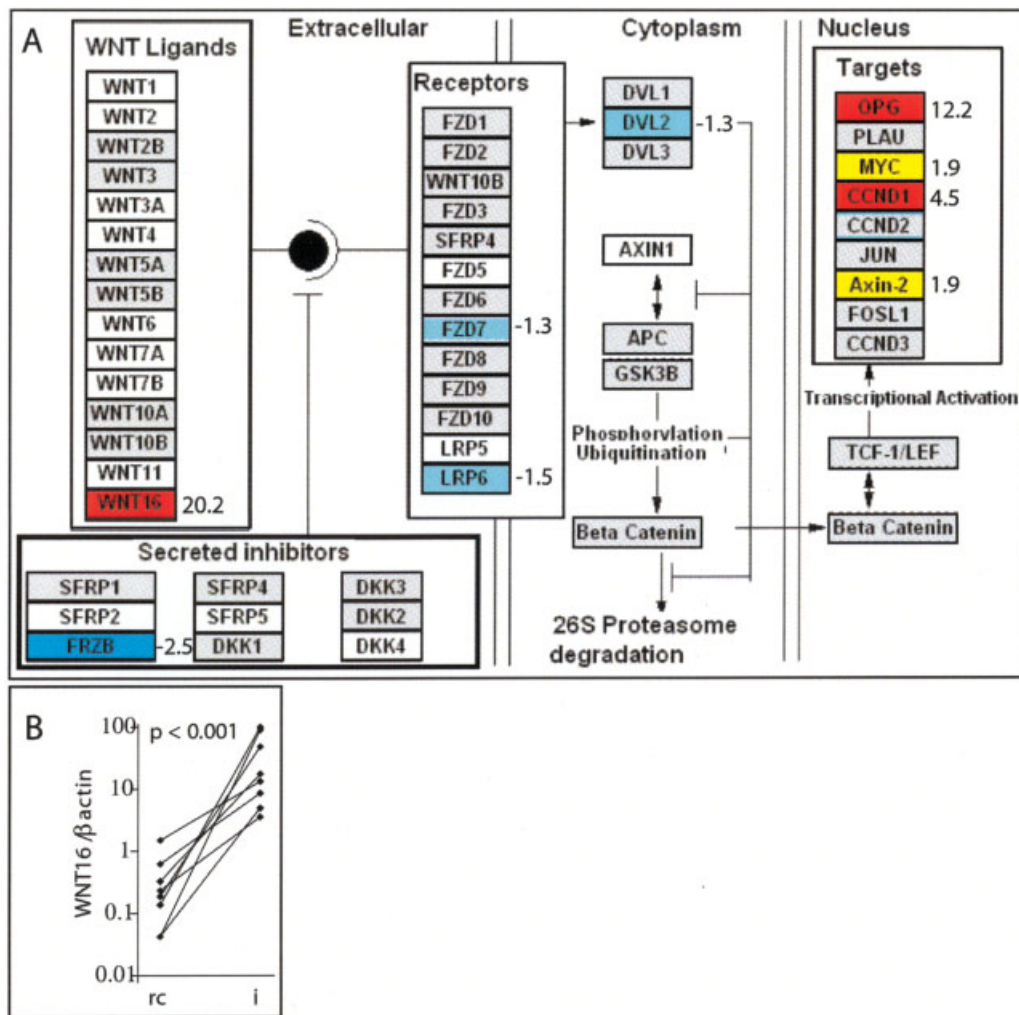 A
Extracellular
Cytoplasm
Nucleus
WNT Ligands
WNT1
WNT2
WNT2B
WNT3
WNT3A
WNT4
WNT5A
WNT5B
WNT6
WNT7A
WNT7B
WNT10A
WNT10B
WNT11
WNT16 20.2
Receptors
FZD1
FZD2
WNT10B
FZD3
SFRP4
FZD5
FZD6
FZD7 -1.3
FZD8
FZD9
FZD10
LRP5
LRP6 -1.5
DVL1
DVL2 -1.3
DVL3
AXIN1
APC
GSK3B
Phosphorylation
Ubiquitination
Beta Catenin
26S Proteasome
degradation
Targets
OPG 12.2
PLAU
MYC 1.9
CCND1 4.5
CCND2
JUN
Axin-2 1.9
FOSL1
CCND3
Transcriptional Activation
TCF-1/LEF
Beta Catenin
Secreted inhibitors
SFRP1
SFRP2
FRZB -2.5
SFRP4
SFRP5
DKK1
DKK3
DKK2
DKK4
B
p < 0.001
WNT16/βactin
100
10
1
0.1
0.01
rc i